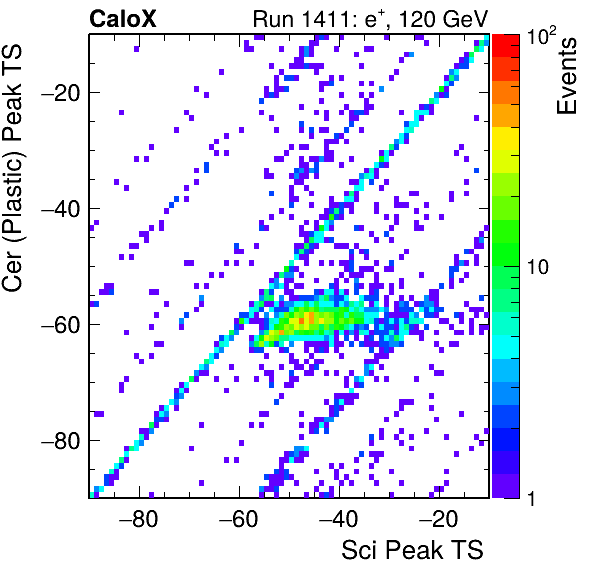 CaloX Run 1411: e⁺, 120 GeV
Cer (Plastic) Peak TS
−20
−40
−60
−80
−80 −60 −40 −20
Sci Peak TS
10²
10
1
Events